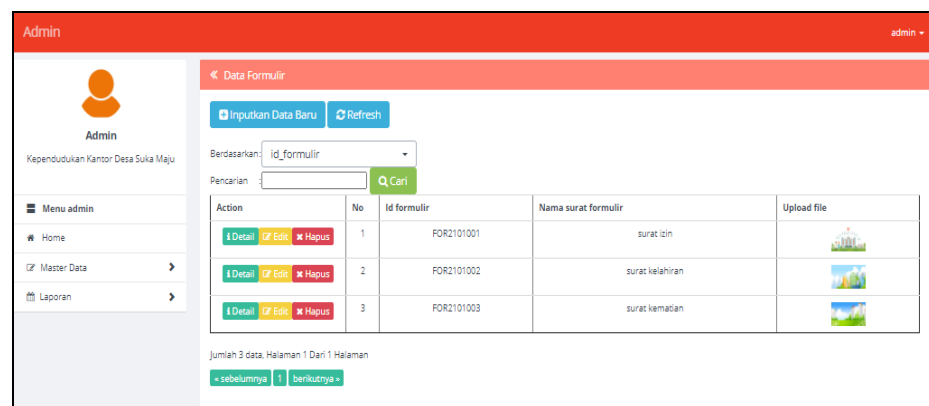 Admin
admin
Admin
Kependudukan Kantor Desa Suka Maju
Menu admin
Home
Master Data
Laporan
« Data Formulir
Inputkan Data Baru Refresh
Berdasarkan: id_formulir
Pencarian : Cari
Action No Id formulir Nama surat formulir Upload file
Detail Edit Hapus 1 FOR2101001 surat izin
Detail Edit Hapus 2 FOR2101002 surat kelahiran
Detail Edit Hapus 3 FOR2101003 surat kematian
Jumlah 3 data, Halaman 1 Dari 1 Halaman
« sebelumnya 1 berikutnya »